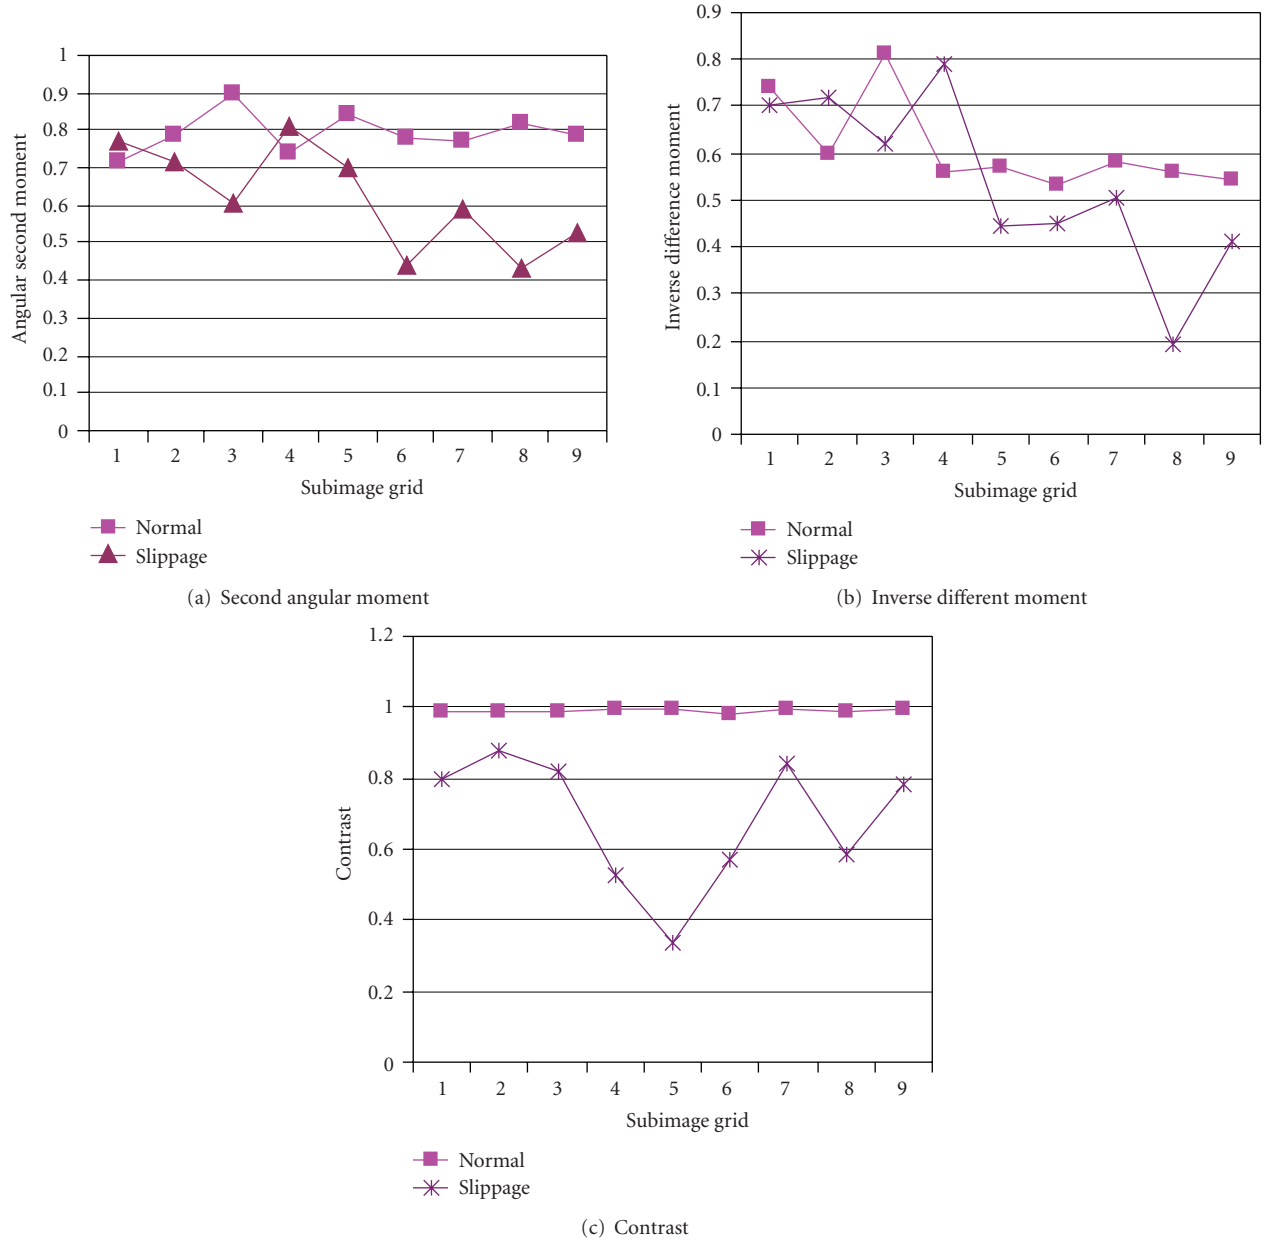 1
0.9
0.8
0.7
0.6
0.5
0.4
0.3
0.2
0.1
0
Angular second moment
1 2 3 4 5 6 7 8 9
Subimage grid
Normal
Slippage
(a) Second angular moment
0.9
0.8
0.7
0.6
0.5
0.4
0.3
0.2
0.1
0
Inverse difference moment
1 2 3 4 5 6 7 8 9
Subimage grid
Normal
Slippage
(b) Inverse different moment
1.2
1
0.8
0.6
0.4
0.2
0
Contrast
1 2 3 4 5 6 7 8 9
Subimage grid
Normal
Slippage
(c) Contrast